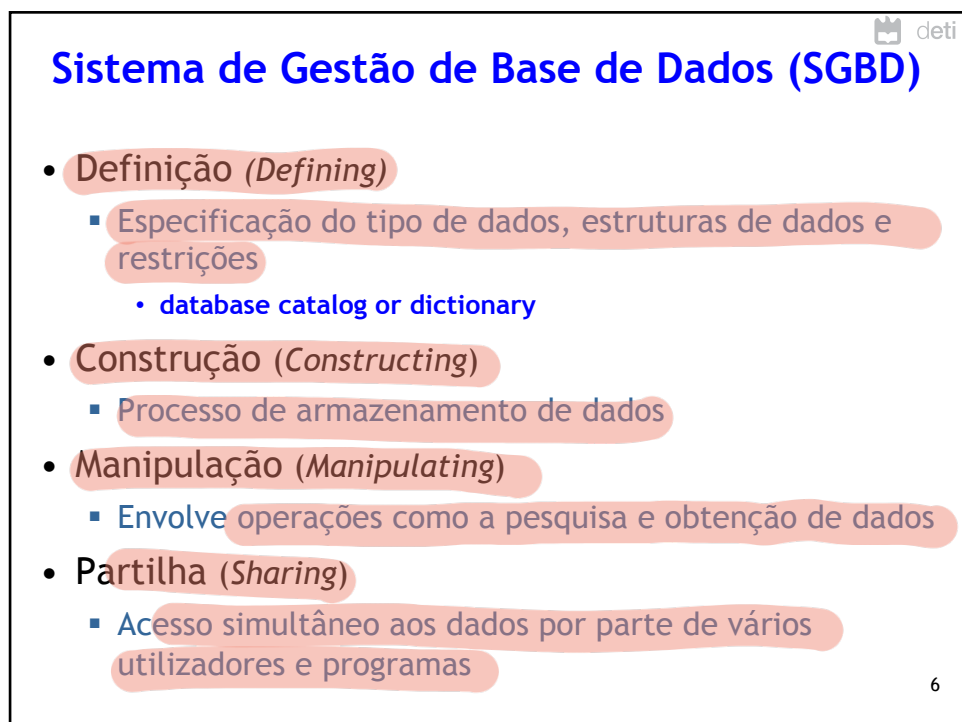 deti
Sistema de Gestão de Base de Dados (SGBD)
• Definição (Defining)
▪ Especificação do tipo de dados, estruturas de dados e
restrições
• database catalog or dictionary
• Construção (Constructing)
▪ Processo de armazenamento de dados
• Manipulação (Manipulating)
▪ Envolve operações como a pesquisa e obtenção de dados
• Partilha (Sharing)
▪ Acesso simultâneo aos dados por parte de vários
utilizadores e programas
6